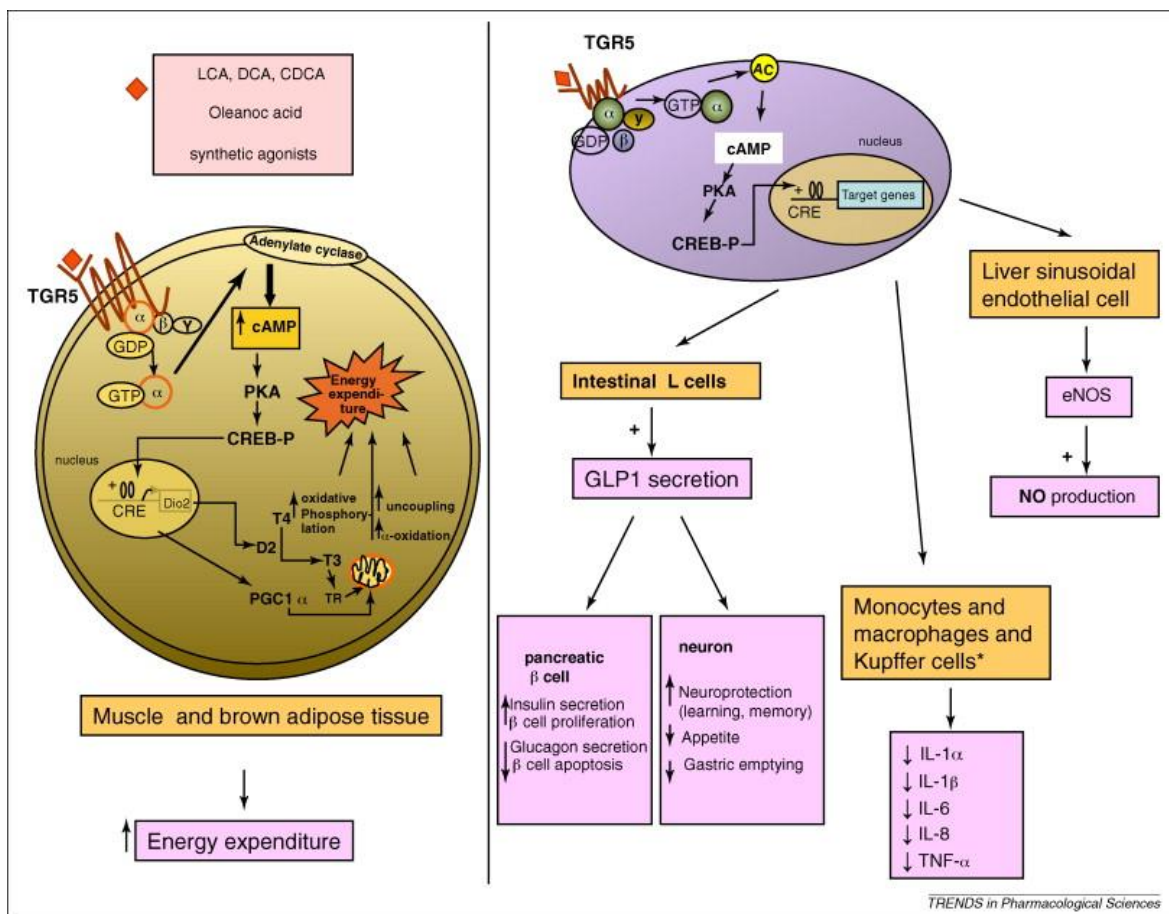 LCA, DCA, CDCA
Oleanoc acid
synthetic agonists
TGR5
Adenylate cyclase
α
β
γ
GDP
GTP
α
cAMP
PKA
CREB-P
Energy
expendi-
ture
nucleus
+
CRE
Dio2
D2
T4
oxidative
Phosphory-
lation
uncoupling
α-oxidation
T3
TR
PGC1 α
Muscle and brown adipose tissue
Energy expenditure
TGR5
AC
α
y
GDP
β
GTP
α
cAMP
PKA
CREB-P
nucleus
+
CRE
Target genes
Liver sinusoidal
endothelial cell
eNOS
+
NO production
Intestinal L cells
+
GLP1 secretion
pancreatic
β cell
Insulin secretion
β cell proliferation
Glucagon secretion
β cell apoptosis
neuron
Neuroprotection
(learning, memory)
Appetite
Gastric emptying
Monocytes and
macrophages and
Kupffer cells*
↓ IL-1α
↓ IL-1β
↓ IL-6
↓ IL-8
↓ TNF-α
TRENDS in Pharmacological Sciences